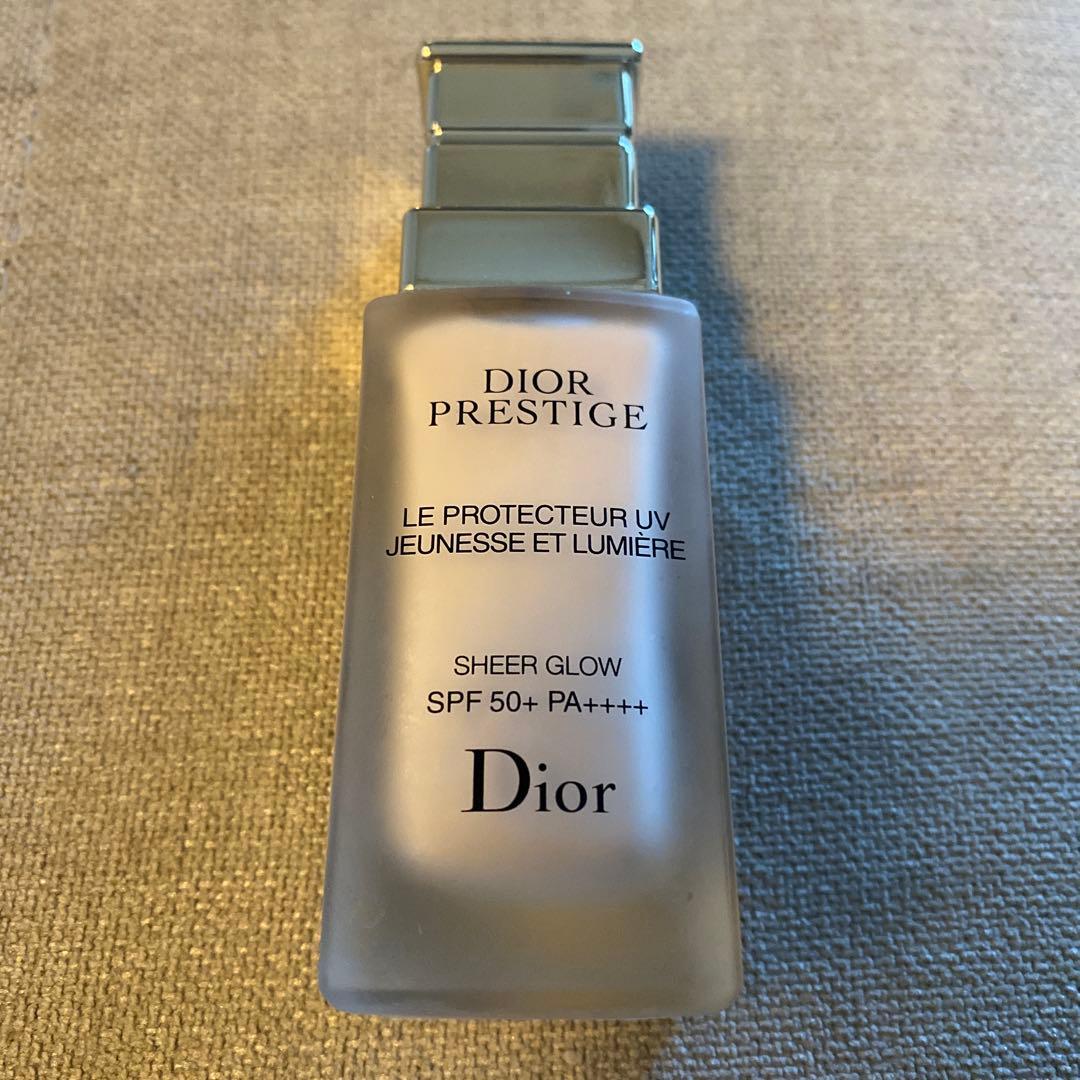 DIOR
PRESTIGE
LE PROTECTEUR UV
JEUNESSE ET LUMIÈRE
SHEER GLOW
SPF 50+ PA++++
Dior